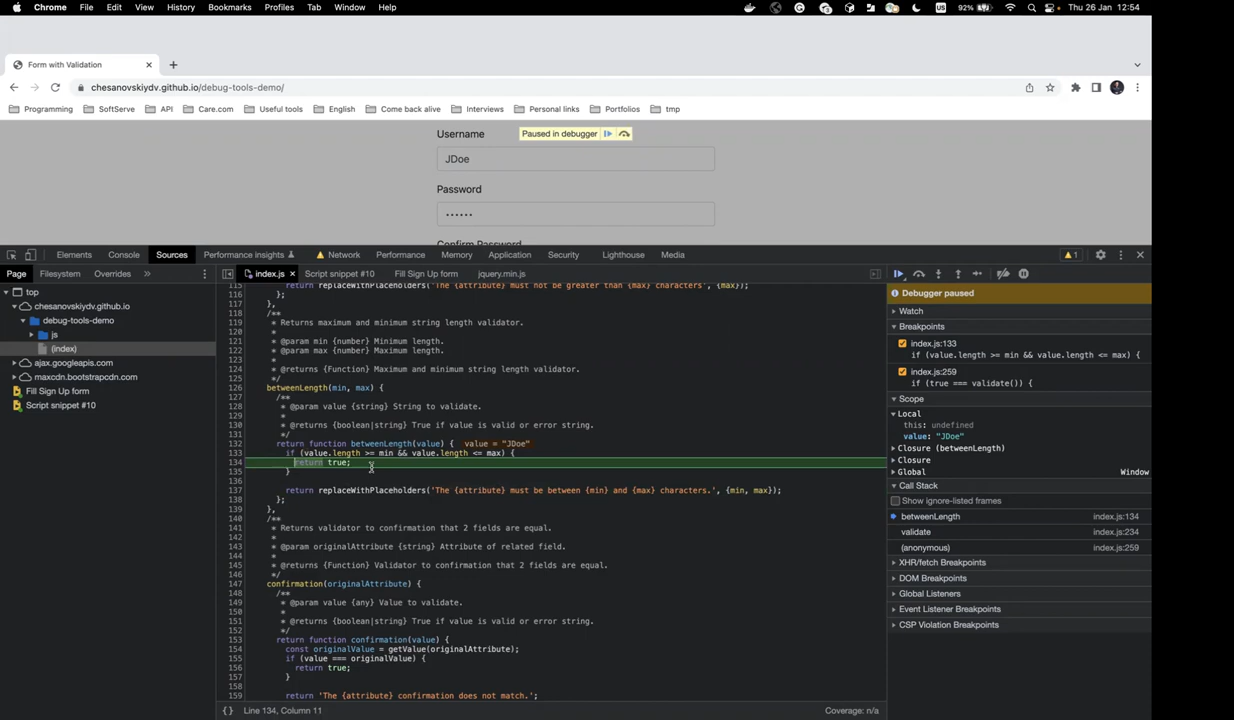 Chrome File Edit View History Bookmarks Profiles Tab Window Help 92% Thu 26 Jan 12:54
Form with Validation
chesanovskiydv.github.io/debug-tools-demo/
Programming SoftServe API Care.com Useful tools English Come back alive Interviews Personal links Portfolios tmp
Username
Paused in debugger
JDoe
Password
••••••
Confirm Password
Elements Console Sources Performance insights Network Performance Memory Application Security Lighthouse Media 1
Page Filesystem Overrides » index.js Script snippet #10 Fill Sign Up form jquery.min.js
top
chesanovskiydv.github.io
debug-tools-demo
js
(index)
ajax.googleapis.com
maxcdn.bootstrapcdn.com
Fill Sign Up form
Script snippet #10
115 return replaceWithPlaceholders('The {attribute} must not be greater than {max} characters', {max});
116 };
117 },
118 /**
119 * Returns maximum and minimum string length validator.
120 *
121 * @param min {number} Minimum length.
122 * @param max {number} Maximum length.
123 *
124 * @returns {Function} Maximum and minimum string length validator.
125 */
126 betweenLength(min, max) {
127 /**
128 * @param value {string} String to validate.
129 *
130 * @returns {boolean|string} True if value is valid or error string.
131 */
132 return function betweenLength(value) { value = "JDoe"
133 if (value.length >= min && value.length <= max) {
134 return true;
135 }
136
137 return replaceWithPlaceholders('The {attribute} must be between {min} and {max} characters.', {min, max});
138 };
139 },
140 /**
141 * Returns validator to confirmation that 2 fields are equal.
142 *
143 * @param originalAttribute {string} Attribute of related field.
144 *
145 * @returns {Function} Validator to confirmation that 2 fields are equal.
146 */
147 confirmation(originalAttribute) {
148 /**
149 * @param value {any} Value to validate.
150 *
151 * @returns {boolean|string} True if value is valid or error string.
152 */
153 return function confirmation(value) {
154 const originalValue = getValue(originalAttribute);
155 if (value === originalValue) {
156 return true;
157 }
158
159 return 'The {attribute} confirmation does not match.';
{} Line 134, Column 11 Coverage: n/a
Debugger paused
Watch
Breakpoints
index.js:133
if (value.length >= min && value.length <= max) {
index.js:259
if (true === validate()) {
Scope
Local
this: undefined
value: "JDoe"
Closure (betweenLength)
Closure
Global Window
Call Stack
Show ignore-listed frames
betweenLength index.js:134
validate index.js:234
(anonymous) index.js:259
XHR/fetch Breakpoints
DOM Breakpoints
Global Listeners
Event Listener Breakpoints
CSP Violation Breakpoints